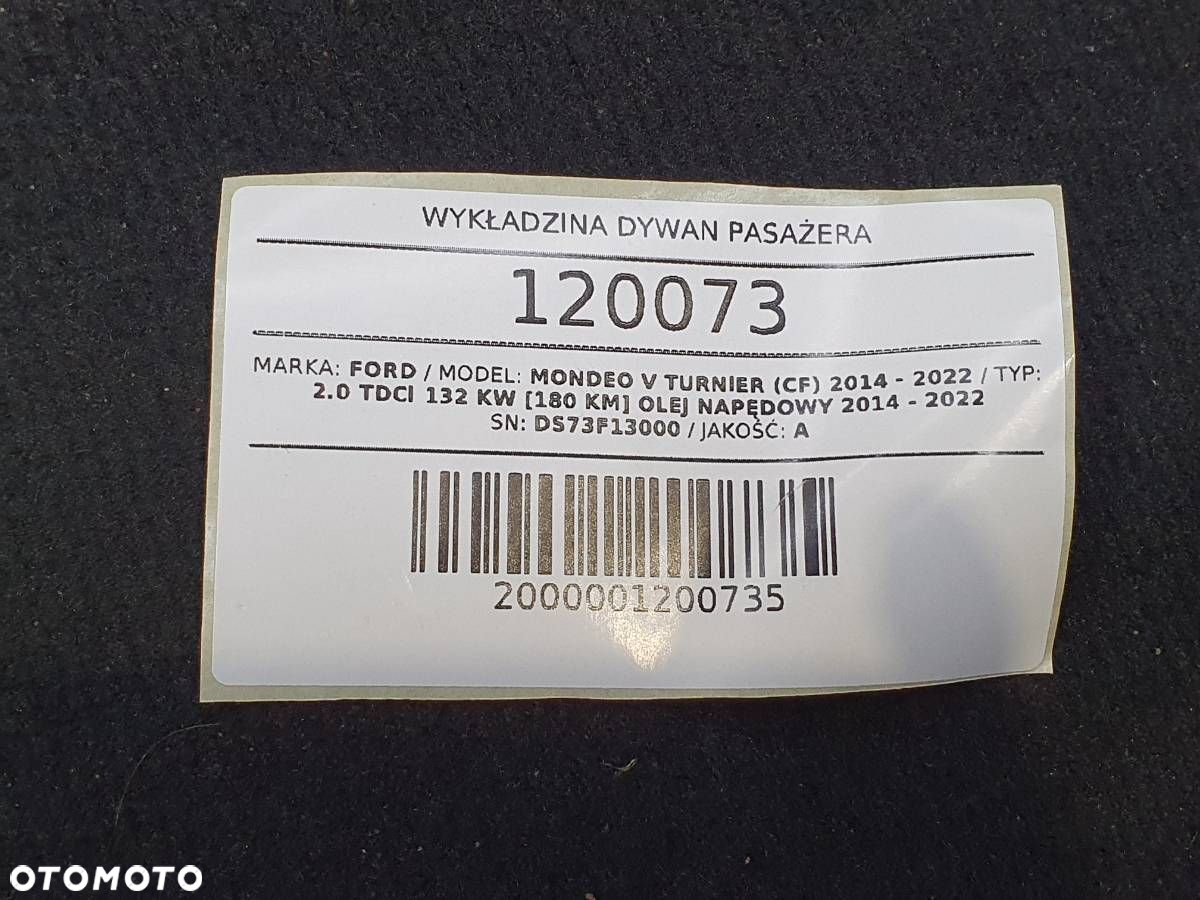 WYKŁADZINA DYWAN PASAŻERA
120073
MARKA: FORD / MODEL: MONDEO V TURNIER (CF) 2014 - 2022 / TYP:
2.0 TDCI 132 KW [180 KM] OLEJ NAPĘDOWY 2014 - 2022
SN: DS73F13000 / JAKOŚĆ: A
2000001200735
OTOMOTO